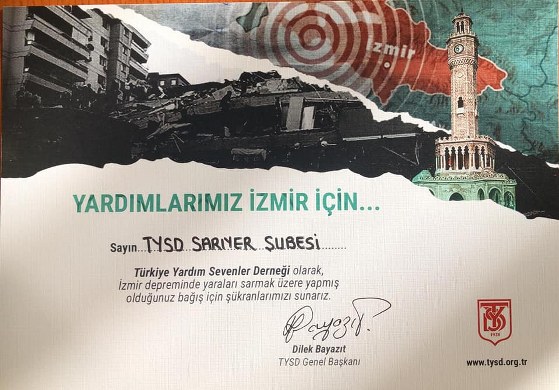 izmir
YARDIMLARIMIZ İZMİR İÇİN...
Sayın TYSD SARIYER ŞUBESİ
Türkiye Yardım Sevenler Derneği olarak,
İzmir depreminde yaraları sarmak üzere yapmış
olduğunuz bağış için şükranlarımızı sunarız.
Dilek Bayazıt
TYSD Genel Başkanı
www.tysd.org.tr